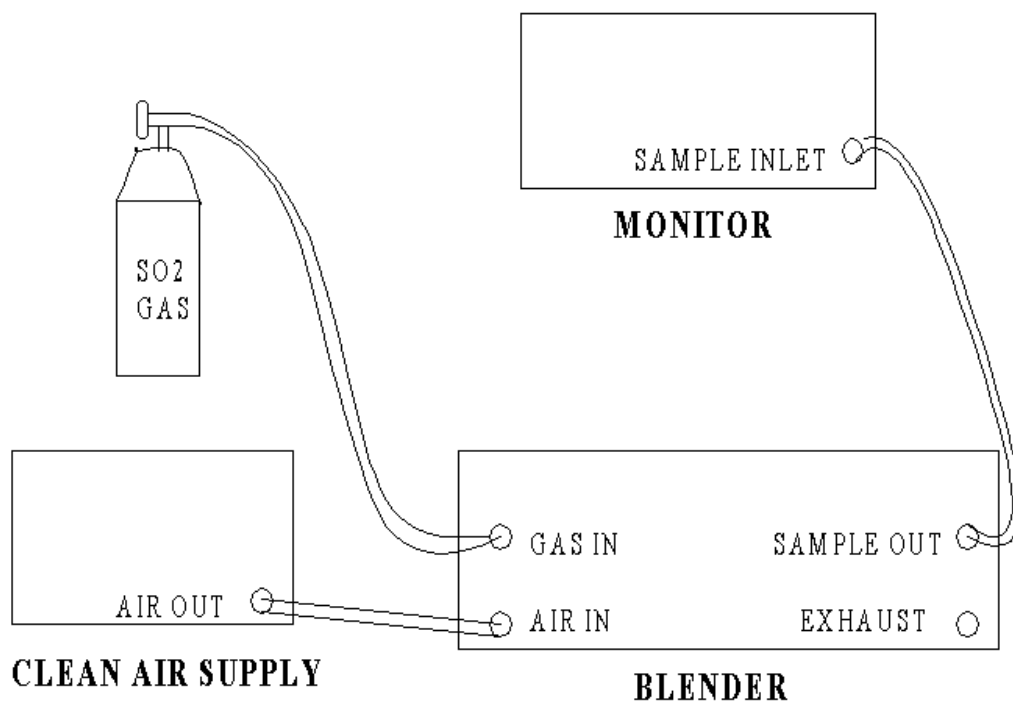 SAMPLE INLET
MONITOR
SO2
GAS
GAS IN
SAMPLE OUT
AIR OUT
AIR IN
EXHAUST
CLEAN AIR SUPPLY
BLENDER